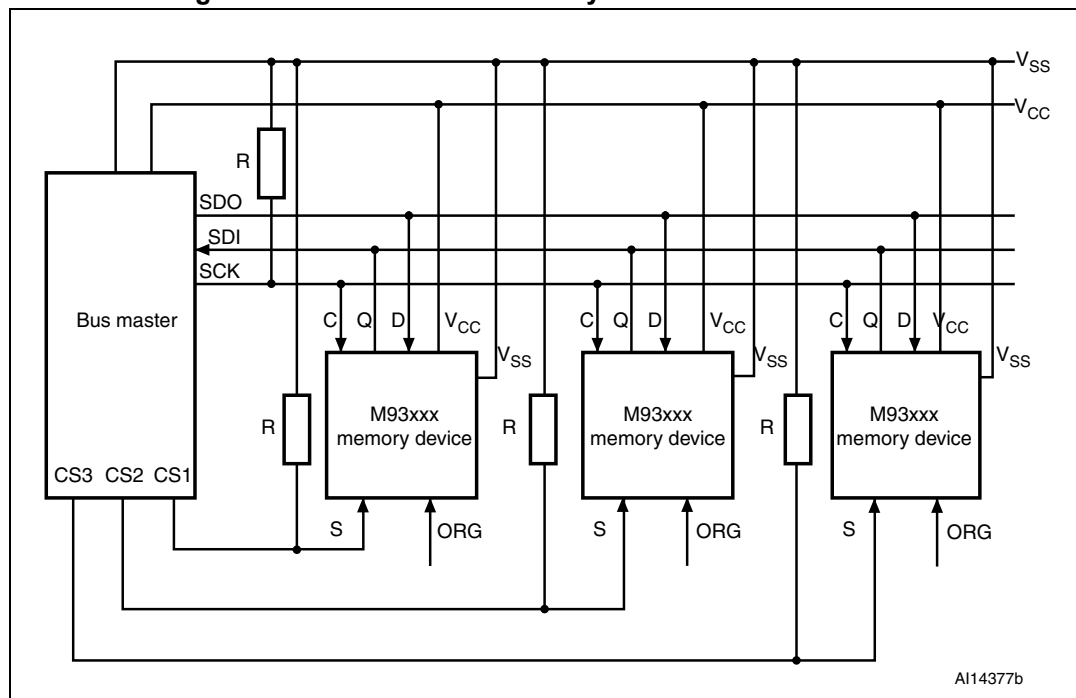 VSS
VCC
R
SDO
SDI
SCK
Bus master
C Q D VCC
C Q D VCC
C Q D VCC
VSS
VSS
VSS
R
M93xxx
memory device
R
M93xxx
memory device
R
M93xxx
memory device
CS3 CS2 CS1
S
ORG
S
ORG
S
ORG
AI14377b